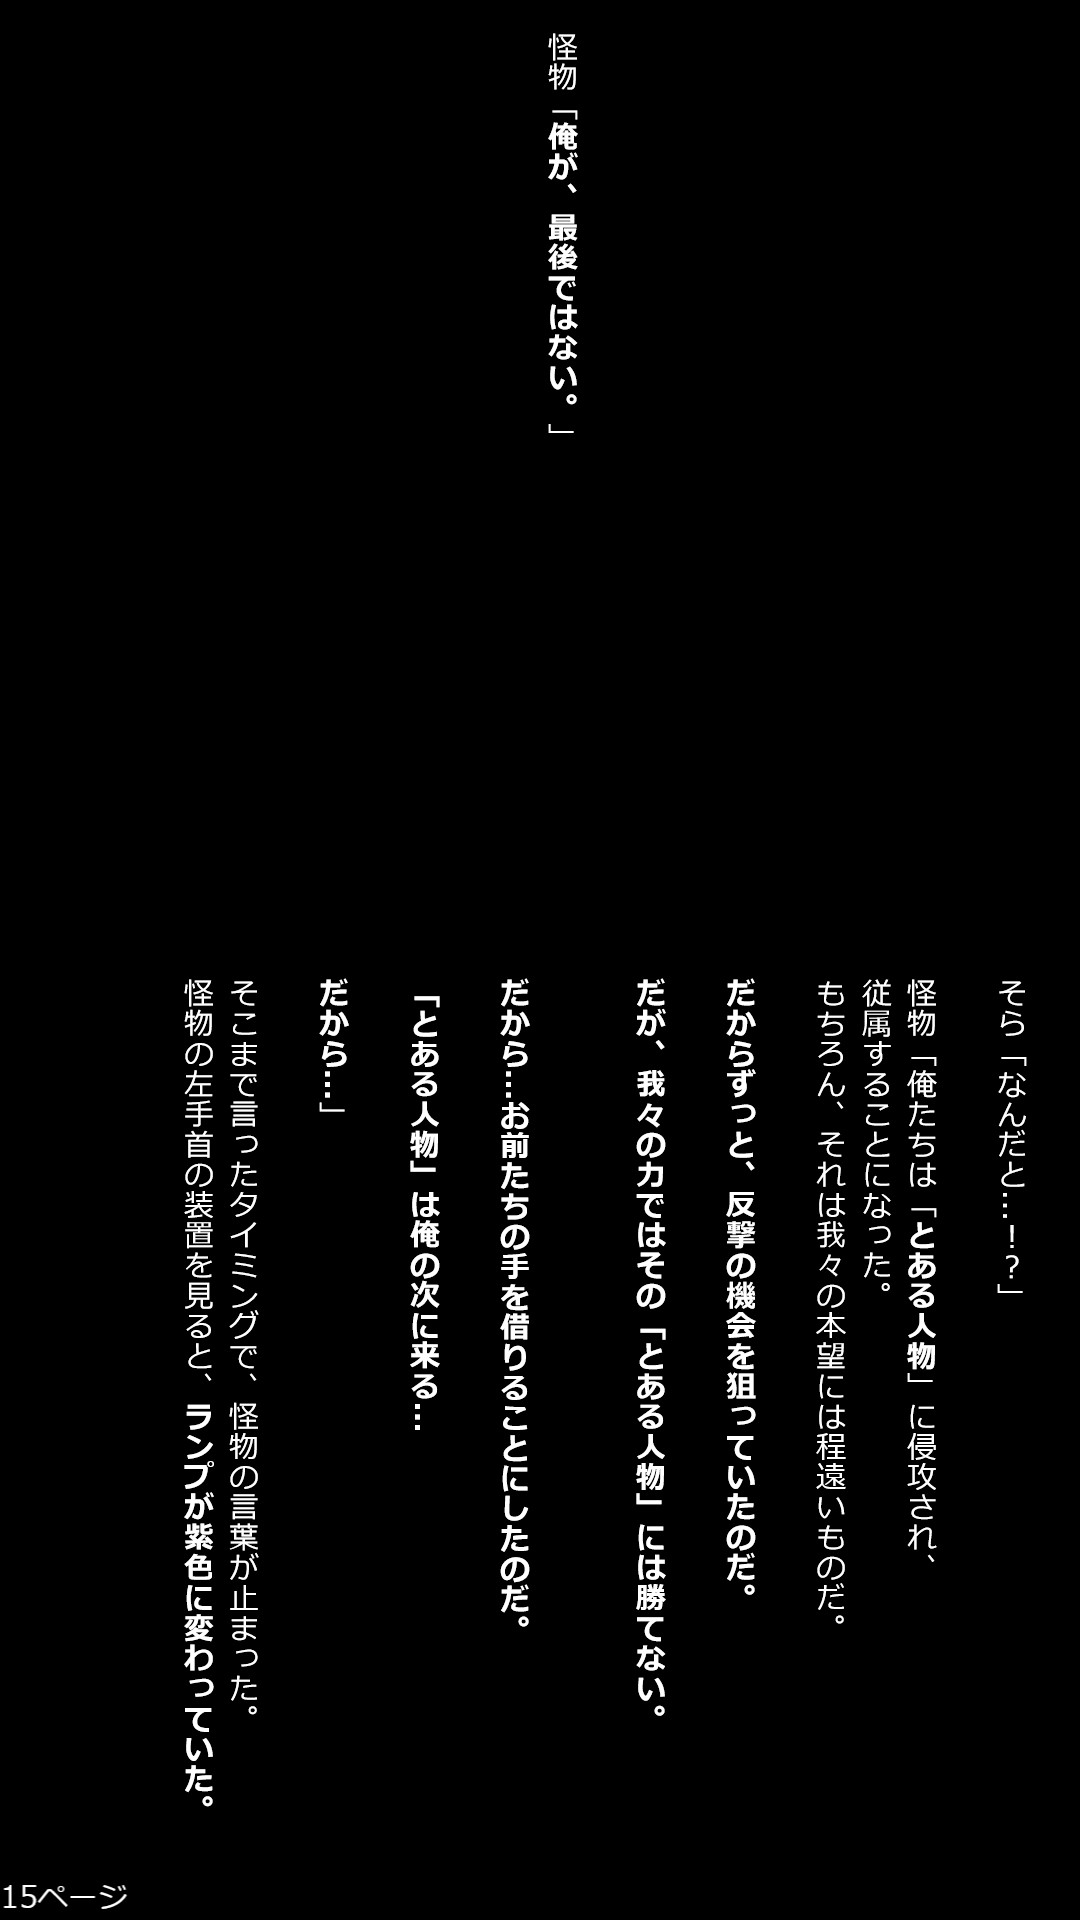 怪物「俺が、最後ではない。」
そら「なんだと…！？」
怪物「俺たちは「とある人物」に侵攻され、
従属することになった。
もちろん、それは我々の本望には程遠いものだ。
だからずっと、反撃の機会を狙っていたのだ。
だが、我々の力ではその「とある人物」には勝てない。
だから…お前たちの手を借りることにしたのだ。
「とある人物」は俺の次に来る…
だから…」
そこまで言ったタイミングで、怪物の言葉が止まった。
怪物の左手首の装置を見ると、ランプが紫色に変わっていた。
15ページ